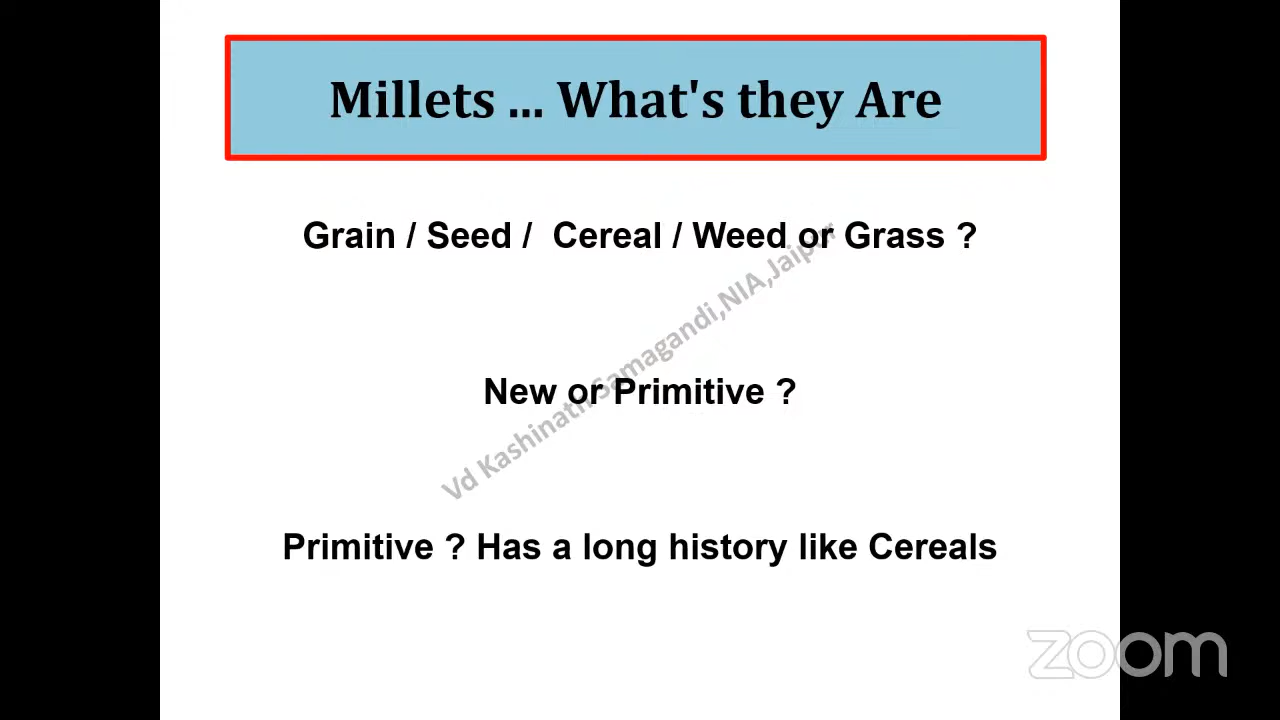 Millets ... What's they Are
Grain / Seed / Cereal / Weed or Grass ?
New or Primitive ?
Vd Kashinath Samagandi,NIA,Jaipur
Primitive ? Has a long history like Cereals
zoom